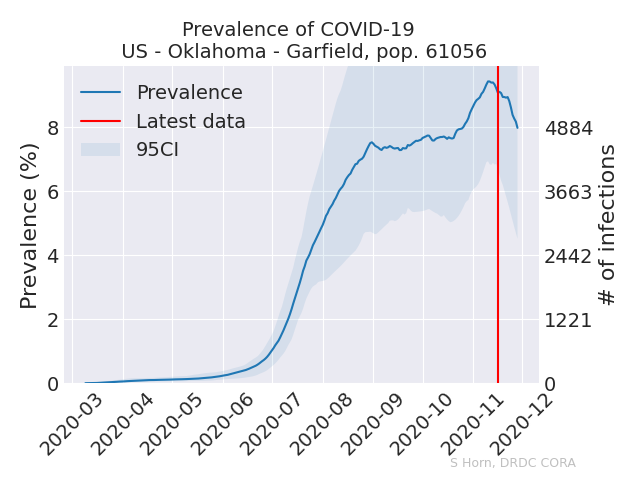 Prevalence of COVID-19
US - Oklahoma - Garfield, pop. 61056
Prevalence
Latest data
95CI
Prevalence (%)
8
6
4
2
0
4884
3663
2442
1221
0
# of infections
2020-03
2020-04
2020-05
2020-06
2020-07
2020-08
2020-09
2020-10
2020-11
2020-12
S Horn, DRDC CORA